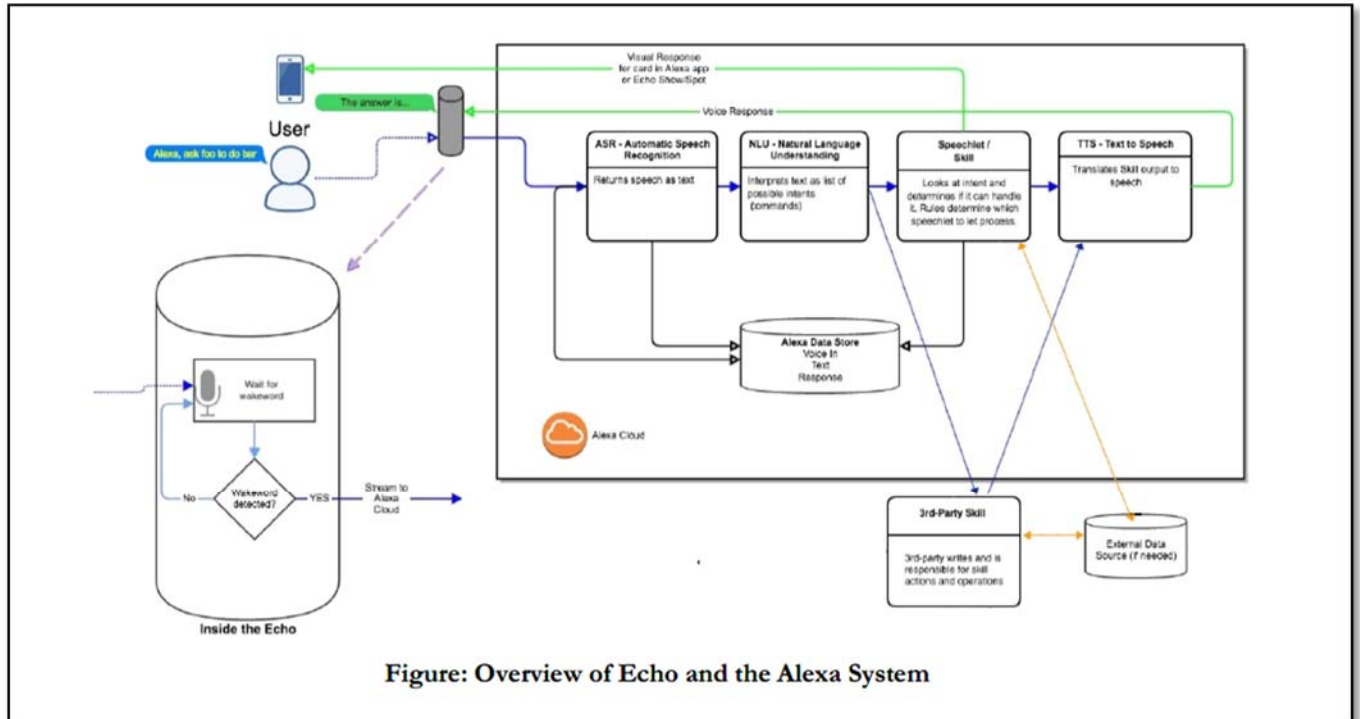 Visual Response
for card in Alexa app
or Echo Show/Spot
The answer is...
Voice Response
User
Alexa, ask foo to do bar
ASR - Automatic Speech
Recognition
Returns speech as text
NLU - Natural Language
Understanding
Interprets text as list of
possible intents
(commands)
Speechlet /
Skill
Looks at intent and
determines if it can handle
it. Rules determine which
speechlet to let process.
TTS - Text to Speech
Translates Skill output to
speech
Alexa Data Store
Voice In
Text
Response
Alexa Cloud
Wait for
wakeword
No
Wakeword
detected?
YES
Stream to
Alexa
Cloud
Inside the Echo
3rd-Party Skill
3rd-party writes and is
responsible for skill
actions and operations
External Data
Source (if needed)
Figure: Overview of Echo and the Alexa System